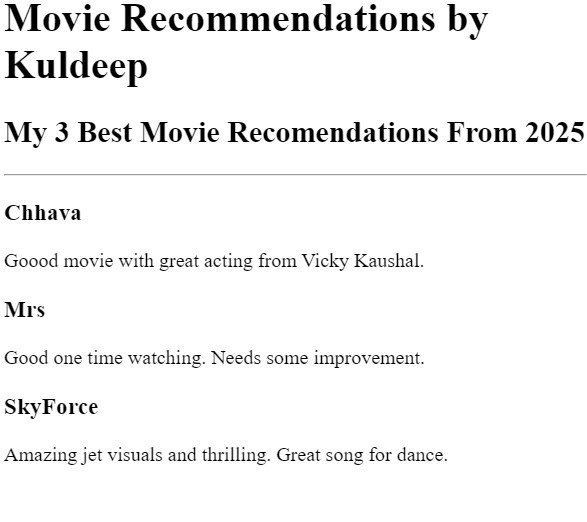 Movie Recommendations by
Kuldeep
My 3 Best Movie Recomendations From 2025
Chhava
Goood movie with great acting from Vicky Kaushal.
Mrs
Good one time watching. Needs some improvement.
SkyForce
Amazing jet visuals and thrilling. Great song for dance.